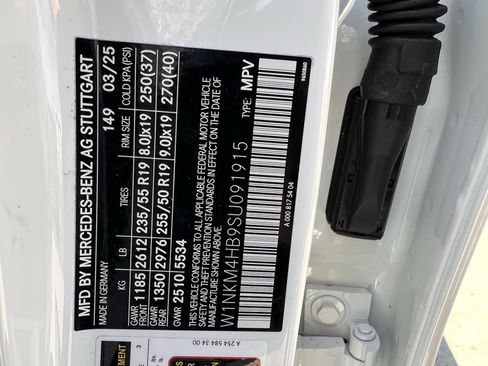 MFD BY MERCEDES-BENZ AG STUTTGART
MADE IN GERMANY 149 03/25
KG LB TIRES RIM SIZE COLD KPA (PSI)
GAWR FRONT 1185 2612 235/55 R19 8.0Jx19 250(37)
GAWR REAR 1350 2976 255/50 R19 9.0Jx19 270(40)
GVWR 2510 5534
THIS VEHICLE CONFORMS TO ALL APPLICABLE FEDERAL MOTOR VEHICLE
SAFETY AND THEFT PREVENTION STANDARDS IN EFFECT ON THE DATE OF
MANUFACTURE SHOWN ABOVE.
W1NKM4HB9SU091915 TYPE: MPV
A 000 817 54 04
A 254 584 34 00